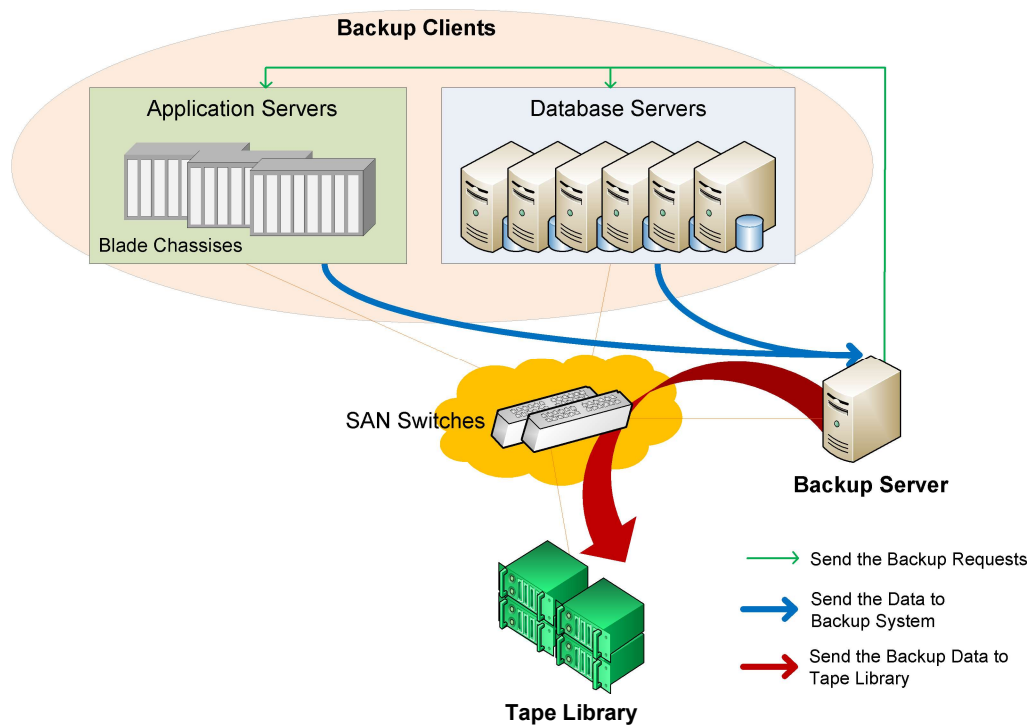 Backup Clients
Application Servers
Database Servers
Blade Chassises
SAN Switches
Backup Server
Send the Backup Requests
Send the Data to
Backup System
Send the Backup Data to
Tape Library
Tape Library